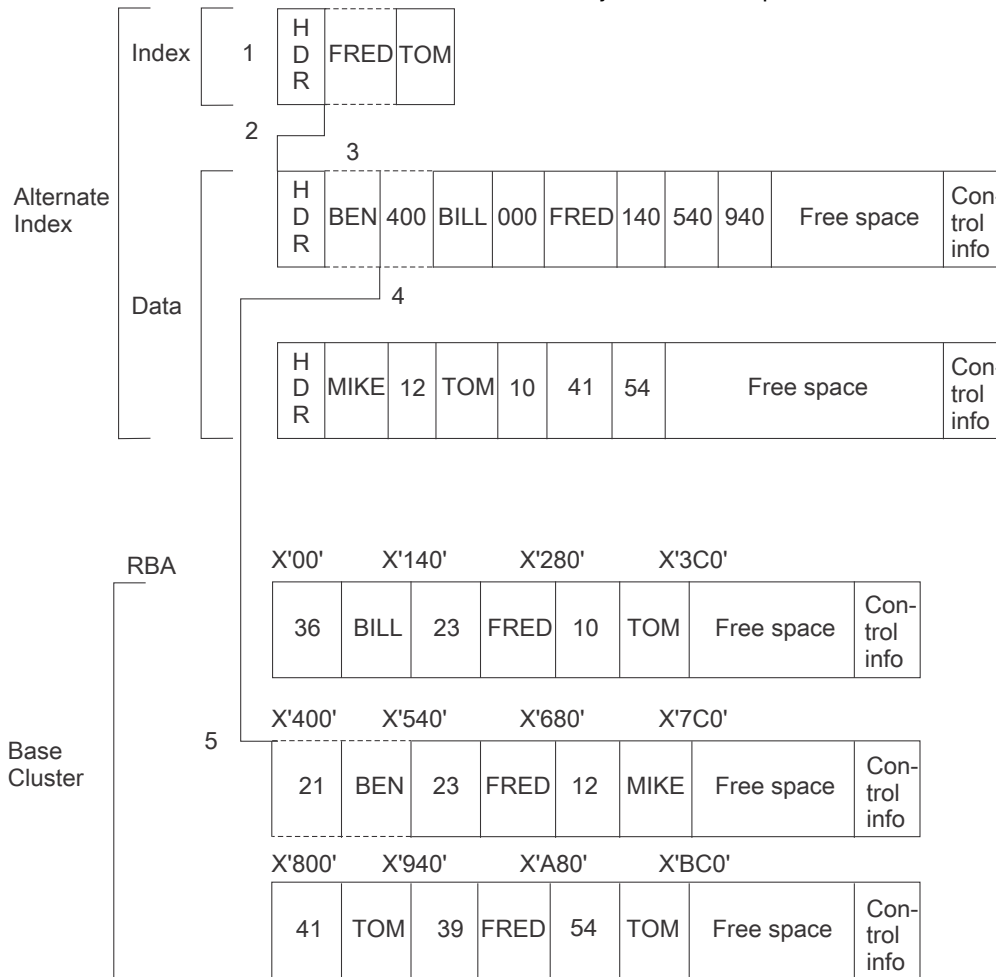 H
D
R
Index 1 FRED TOM
2
3
Alternate
Index
H
D
R
BEN 400 BILL 000 FRED 140 540 940 Free space
Con-
trol
info
4
Data
H
D
R
MIKE 12 TOM 10 41 54 Free space
Con-
trol
info
RBA X'00' X'140' X'280' X'3C0'
36 BILL 23 FRED 10 TOM Free space
Con-
trol
info
X'400' X'540' X'680' X'7C0'
5
Base
Cluster
21 BEN 23 FRED 12 MIKE Free space
Con-
trol
info
X'800' X'940' X'A80' X'BC0'
41 TOM 39 FRED 54 TOM Free space
Con-
trol
info